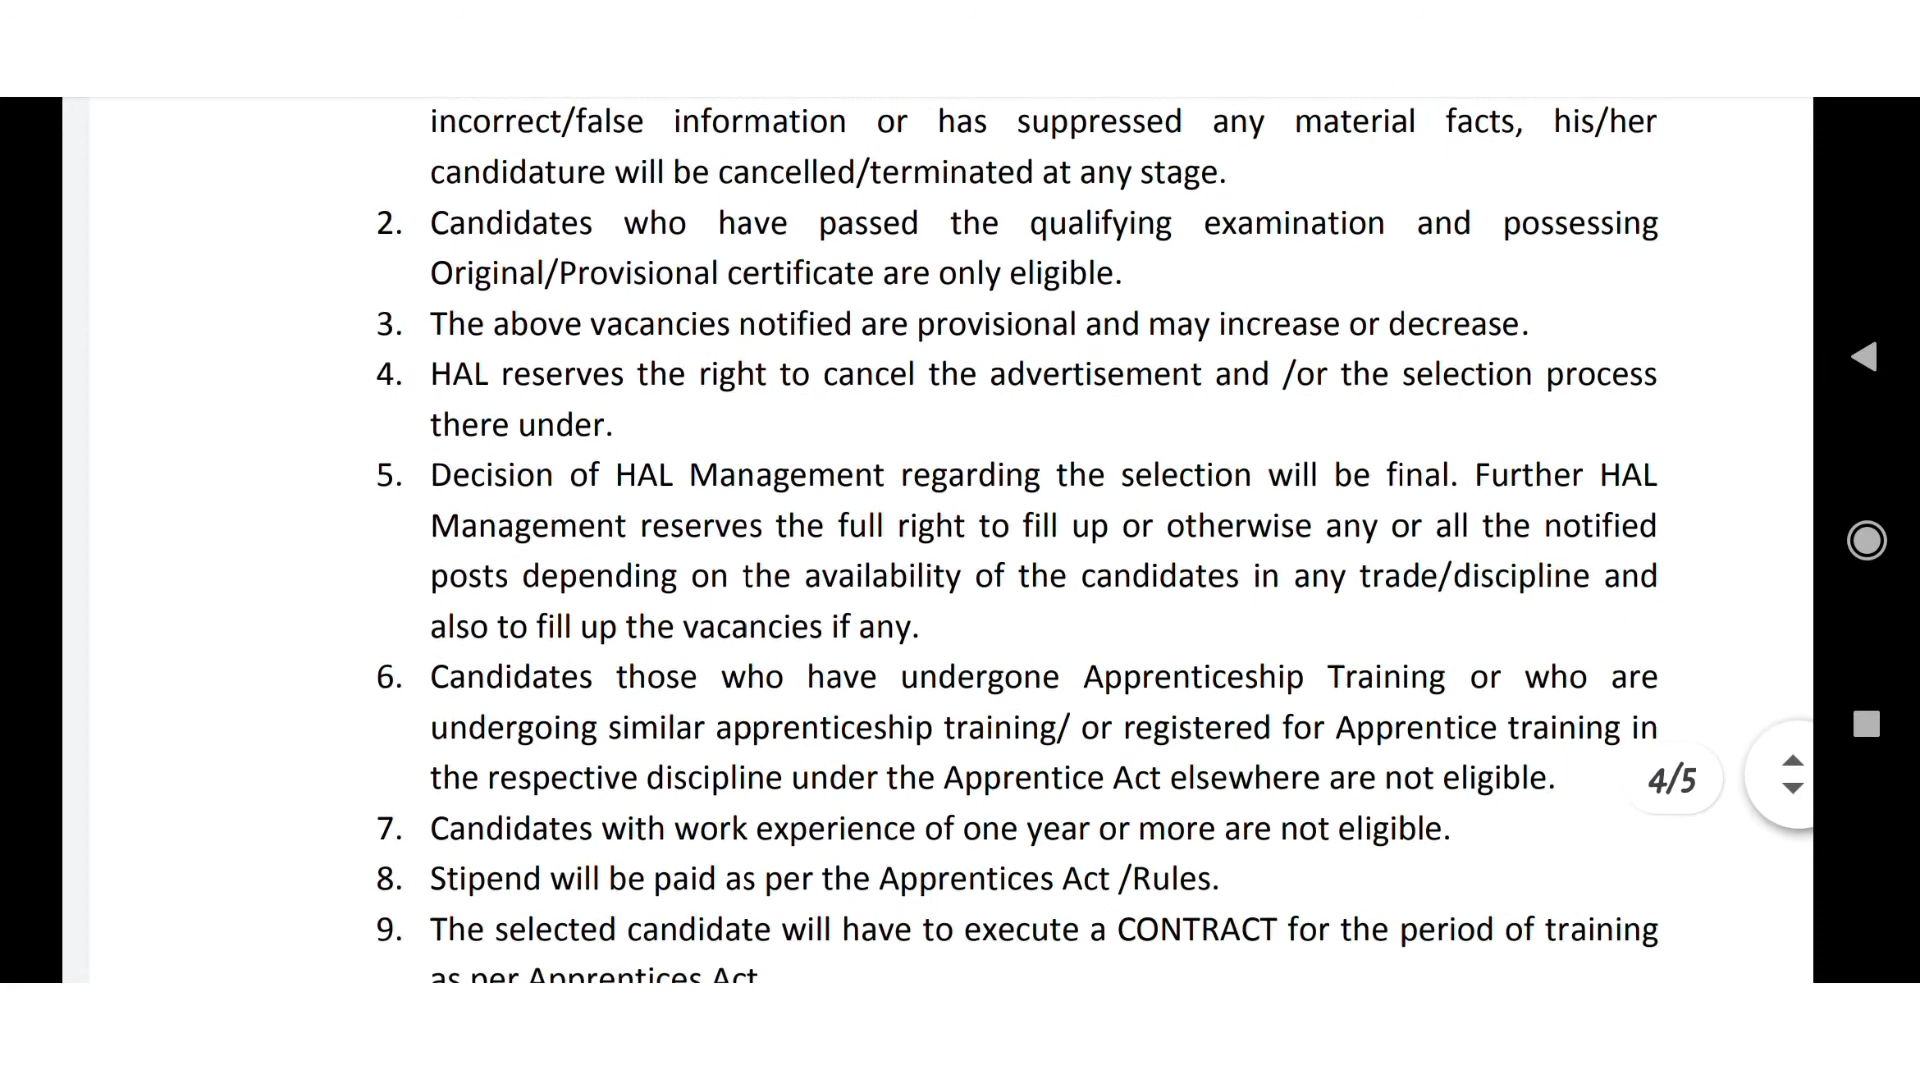 incorrect/false information or has suppressed any material facts, his/her
candidature will be cancelled/terminated at any stage.
2. Candidates who have passed the qualifying examination and possessing
Original/Provisional certificate are only eligible.
3. The above vacancies notified are provisional and may increase or decrease.
4. HAL reserves the right to cancel the advertisement and /or the selection process
there under.
5. Decision of HAL Management regarding the selection will be final. Further HAL
Management reserves the full right to fill up or otherwise any or all the notified
posts depending on the availability of the candidates in any trade/discipline and
also to fill up the vacancies if any.
6. Candidates those who have undergone Apprenticeship Training or who are
undergoing similar apprenticeship training/ or registered for Apprentice training in
the respective discipline under the Apprentice Act elsewhere are not eligible.
4/5
7. Candidates with work experience of one year or more are not eligible.
8. Stipend will be paid as per the Apprentices Act /Rules.
9. The selected candidate will have to execute a CONTRACT for the period of training
as per Apprentices Act